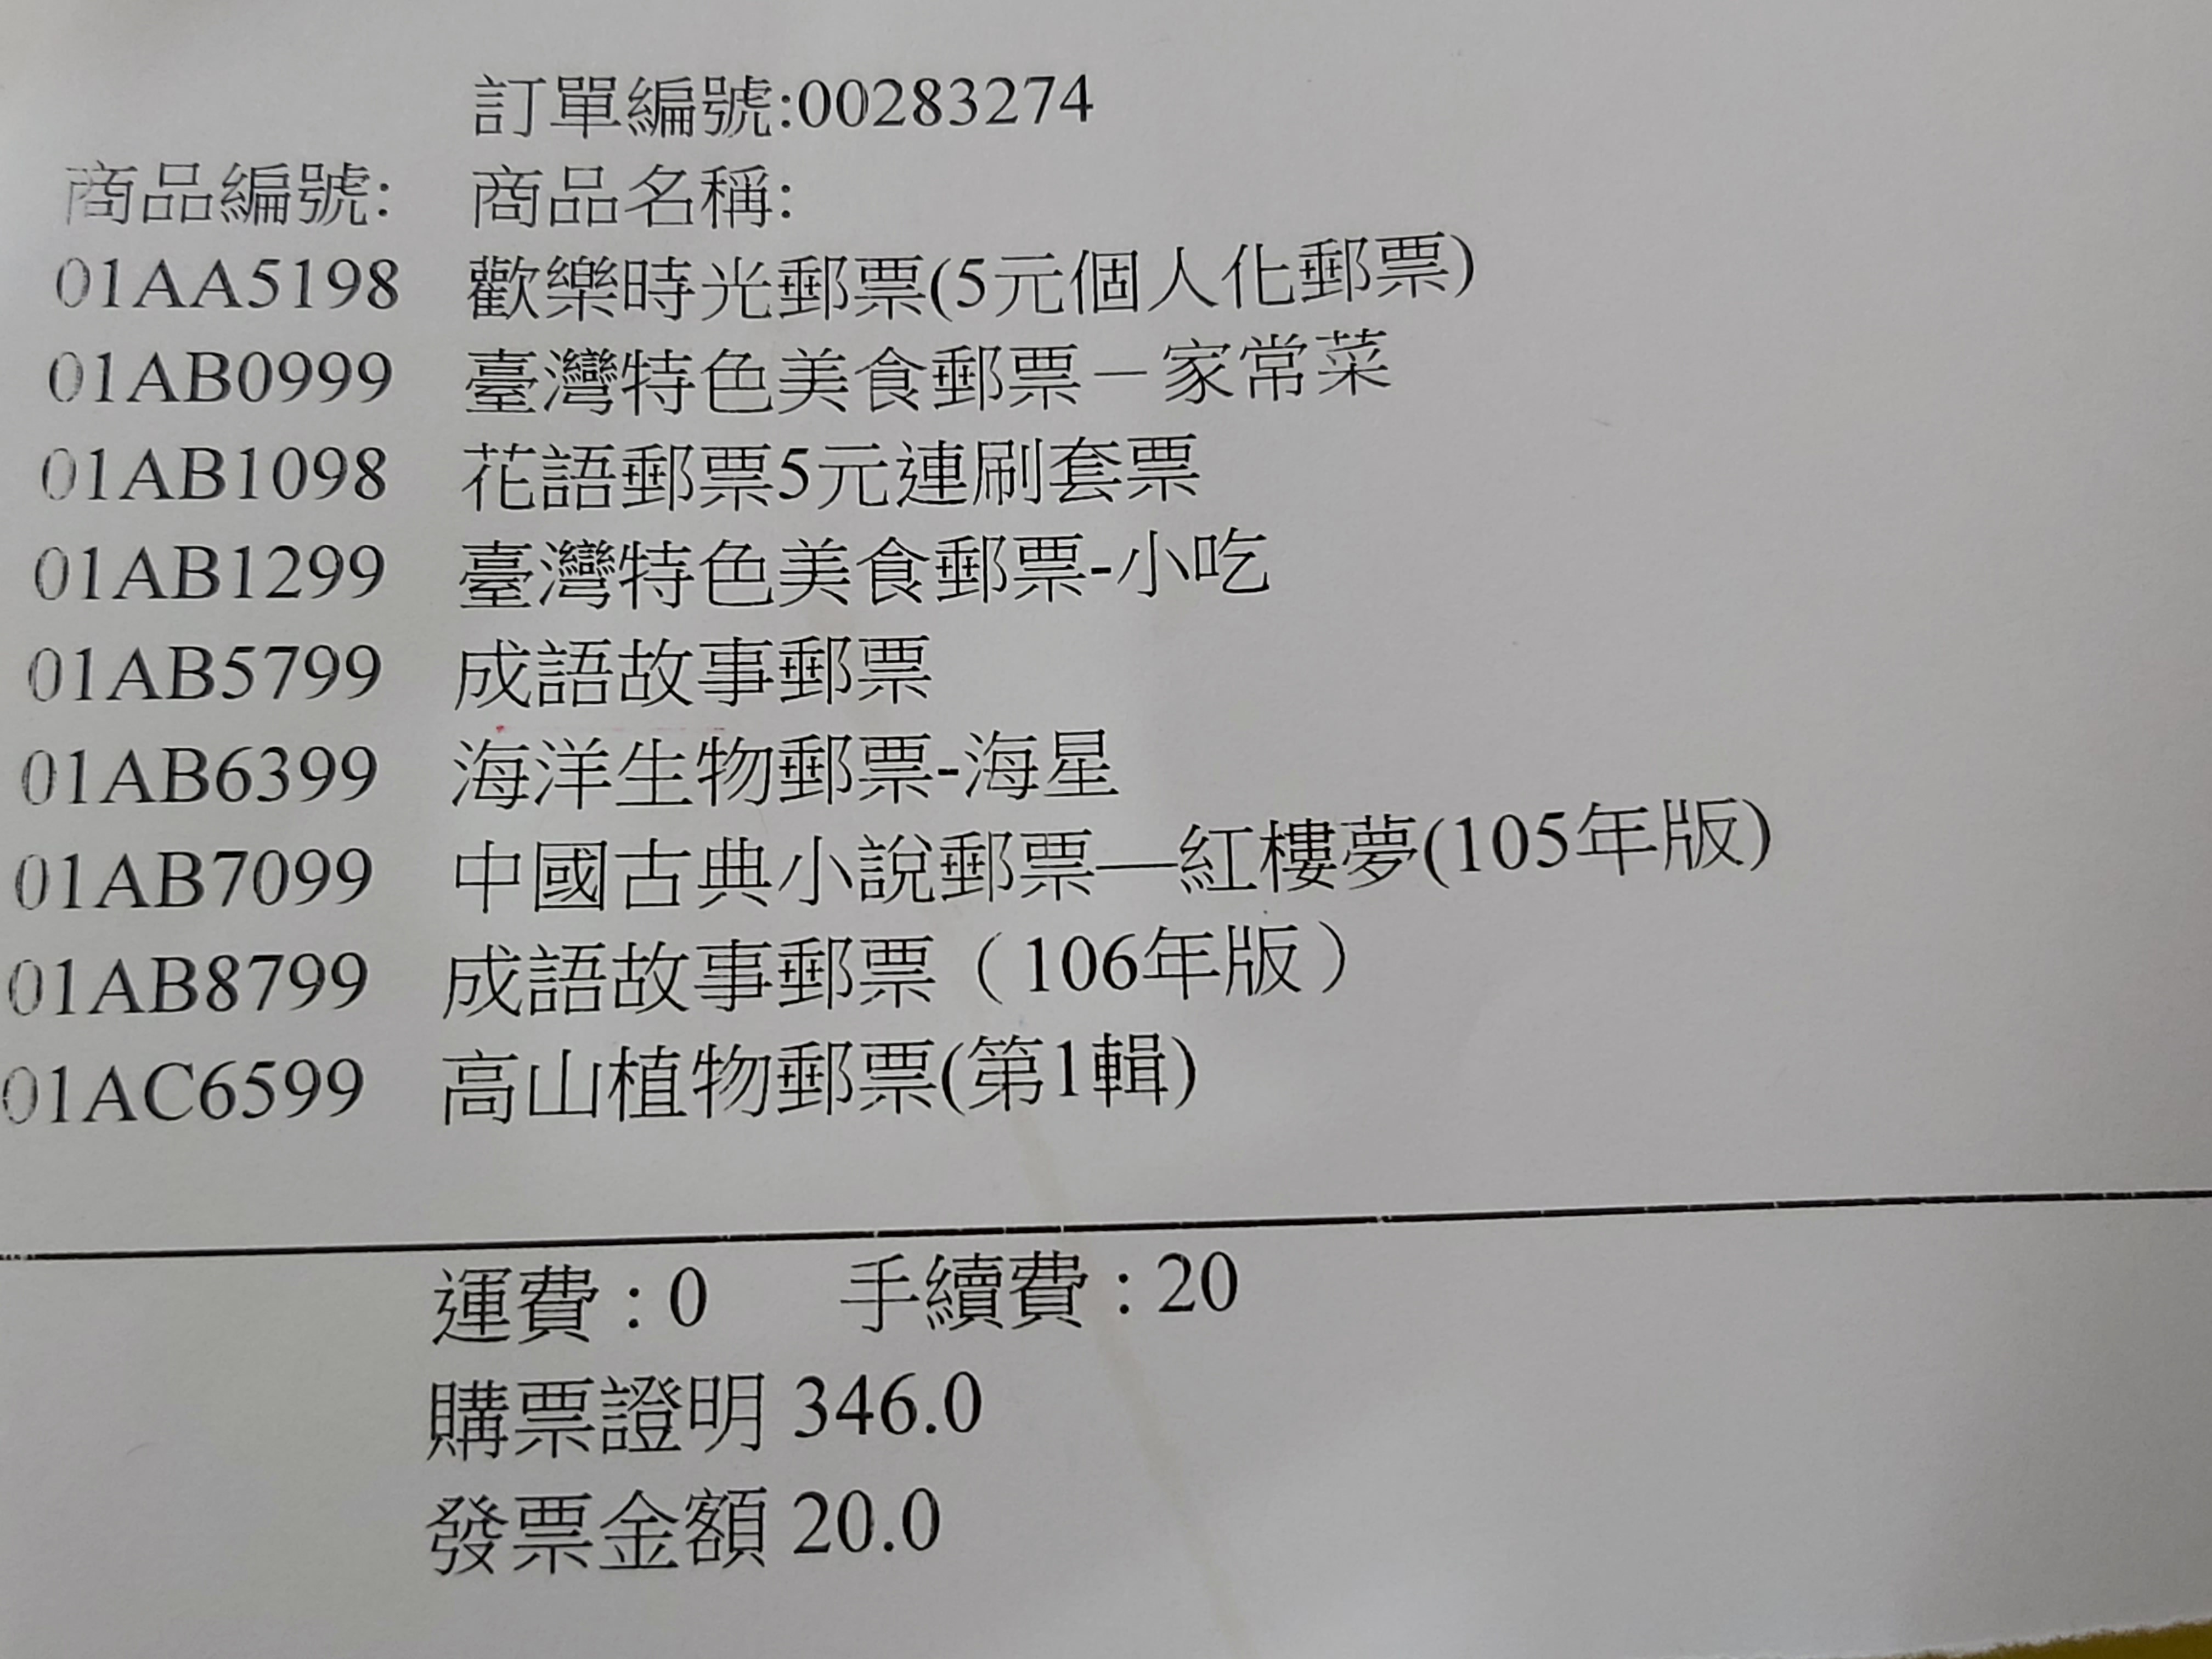 訂單編號:00283274
商品編號: 商品名稱:
01AA5198 歡樂時光郵票(5元個人化郵票)
01AB0999 臺灣特色美食郵票－家常菜
01AB1098 花語郵票5元連刷套票
01AB1299 臺灣特色美食郵票-小吃
01AB5799 成語故事郵票
01AB6399 海洋生物郵票-海星
01AB7099 中國古典小說郵票—紅樓夢(105年版)
01AB8799 成語故事郵票（106年版）
01AC6599 高山植物郵票(第1輯)
運費：0 手續費：20
購票證明 346.0
發票金額 20.0